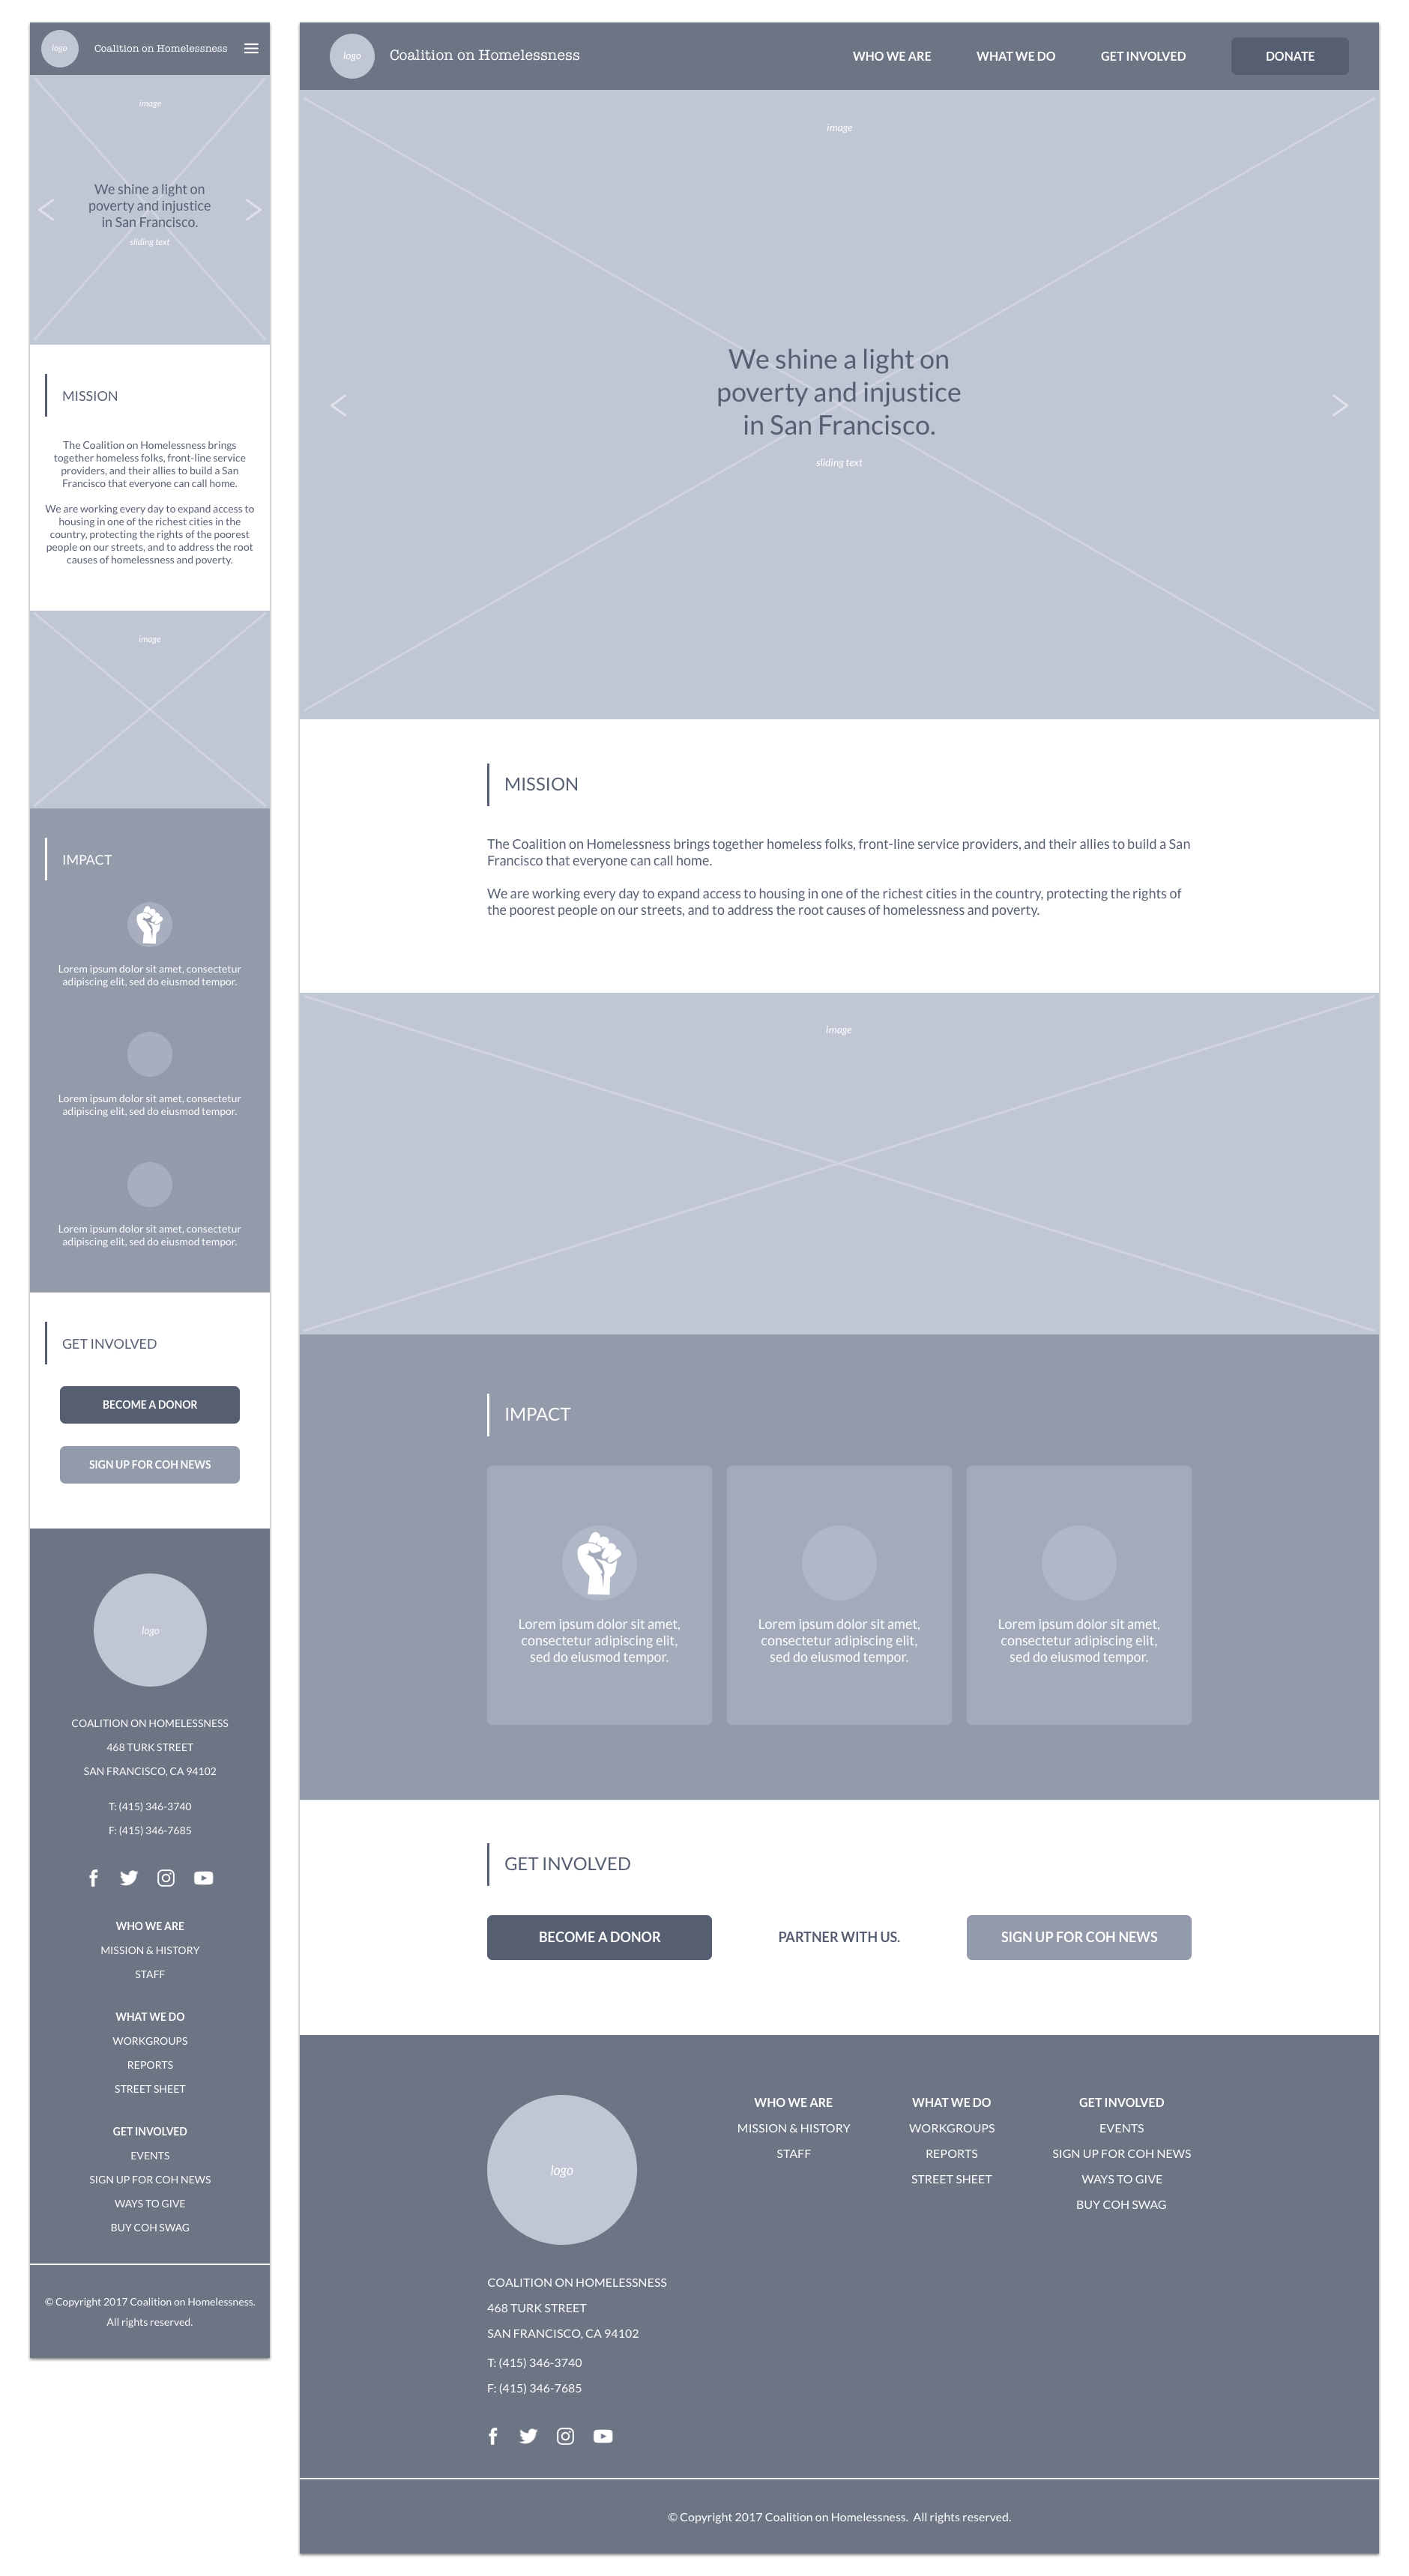 logo
Coalition on Homelessness
image
We shine a light on
poverty and injustice
in San Francisco.
sliding text
MISSION
The Coalition on Homelessness brings
together homeless folks, front-line service
providers, and their allies to build a San
Francisco that everyone can call home.
We are working every day to expand access to
housing in one of the richest cities in the
country, protecting the rights of the poorest
people on our streets, and to address the root
causes of homelessness and poverty.
image
IMPACT
Lorem ipsum dolor sit amet, consectetur
adipiscing elit, sed do eiusmod tempor.
Lorem ipsum dolor sit amet, consectetur
adipiscing elit, sed do eiusmod tempor.
Lorem ipsum dolor sit amet, consectetur
adipiscing elit, sed do eiusmod tempor.
GET INVOLVED
BECOME A DONOR
SIGN UP FOR COH NEWS
logo
COALITION ON HOMELESSNESS
468 TURK STREET
SAN FRANCISCO, CA 94102
T: (415) 346-3740
F: (415) 346-7685
WHO WE ARE
MISSION & HISTORY
STAFF
WHAT WE DO
WORKGROUPS
REPORTS
STREET SHEET
GET INVOLVED
EVENTS
SIGN UP FOR COH NEWS
WAYS TO GIVE
BUY COH SWAG
© Copyright 2017 Coalition on Homelessness.
All rights reserved.
logo
Coalition on Homelessness
WHO WE ARE
WHAT WE DO
GET INVOLVED
DONATE
image
We shine a light on
poverty and injustice
in San Francisco.
sliding text
MISSION
The Coalition on Homelessness brings together homeless folks, front-line service providers, and their allies to build a San
Francisco that everyone can call home.
We are working every day to expand access to housing in one of the richest cities in the country, protecting the rights of
the poorest people on our streets, and to address the root causes of homelessness and poverty.
image
IMPACT
Lorem ipsum dolor sit amet,
consectetur adipiscing elit,
sed do eiusmod tempor.
Lorem ipsum dolor sit amet,
consectetur adipiscing elit,
sed do eiusmod tempor.
Lorem ipsum dolor sit amet,
consectetur adipiscing elit,
sed do eiusmod tempor.
GET INVOLVED
BECOME A DONOR
PARTNER WITH US.
SIGN UP FOR COH NEWS
logo
COALITION ON HOMELESSNESS
468 TURK STREET
SAN FRANCISCO, CA 94102
T: (415) 346-3740
F: (415) 346-7685
WHO WE ARE
MISSION & HISTORY
STAFF
WHAT WE DO
WORKGROUPS
REPORTS
STREET SHEET
GET INVOLVED
EVENTS
SIGN UP FOR COH NEWS
WAYS TO GIVE
BUY COH SWAG
© Copyright 2017 Coalition on Homelessness. All rights reserved.